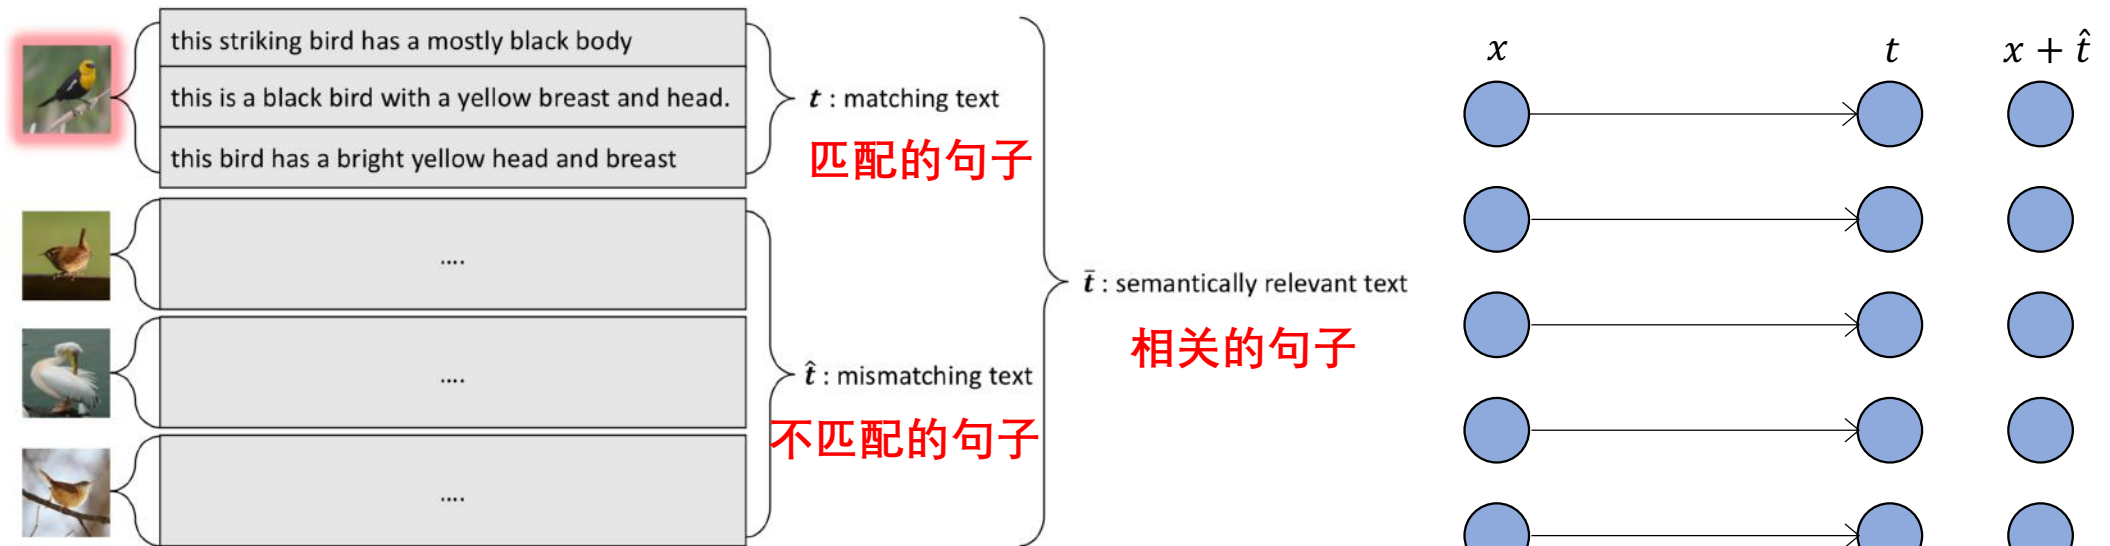 this striking bird has a mostly black body
this is a black bird with a yellow breast and head.
this bird has a bright yellow head and breast
t : matching text
匹配的句子
....
....
....
t̂ : mismatching text
不匹配的句子
t̄ : semantically relevant text
相关的句子
x
t
x + t̂